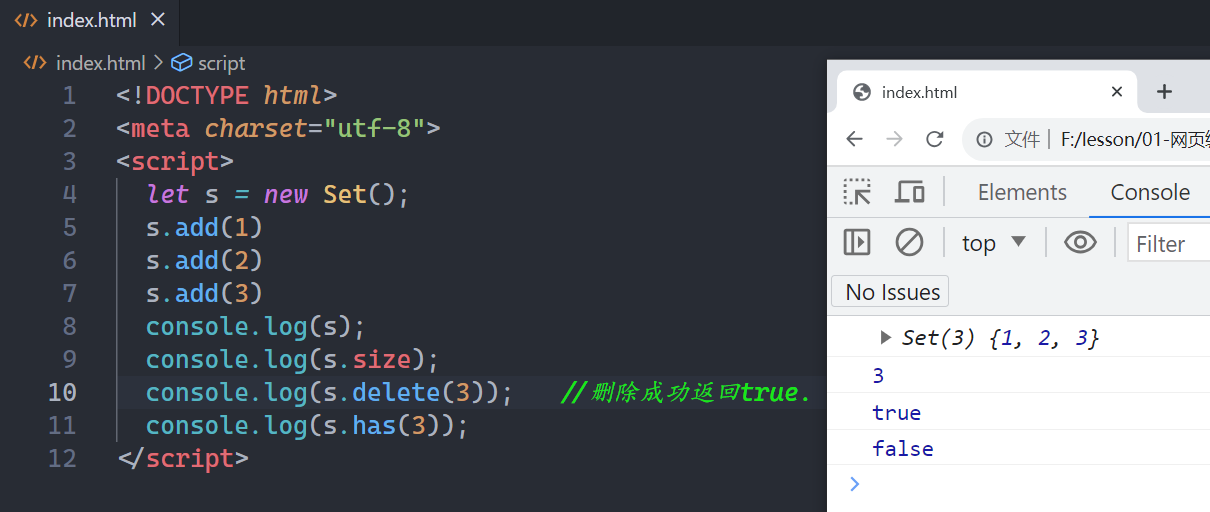 index.html
index.html > script
1 <!DOCTYPE html>
2 <meta charset="utf-8">
3 <script>
4 let s = new Set();
5 s.add(1)
6 s.add(2)
7 s.add(3)
8 console.log(s);
9 console.log(s.size);
10 console.log(s.delete(3)); //删除成功返回true.
11 console.log(s.has(3));
12 </script>
index.html
文件 F:/lesson/01-网页
Elements Console
top Filter
No Issues
Set(3) {1, 2, 3}
3
true
false